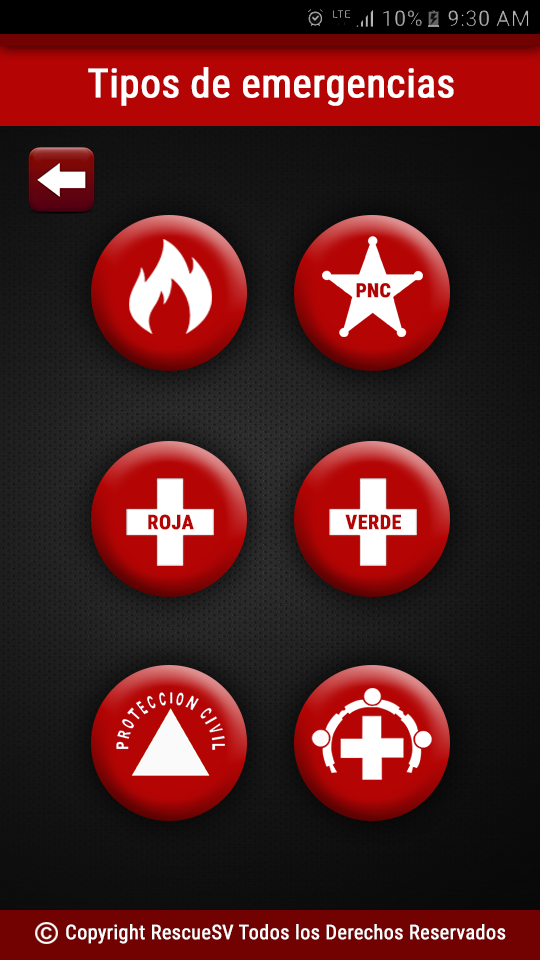 LTE 10% 9:30 AM
Tipos de emergencias
PNC
ROJA
VERDE
PROTECCION CIVIL
© Copyright RescueSV Todos los Derechos Reservados